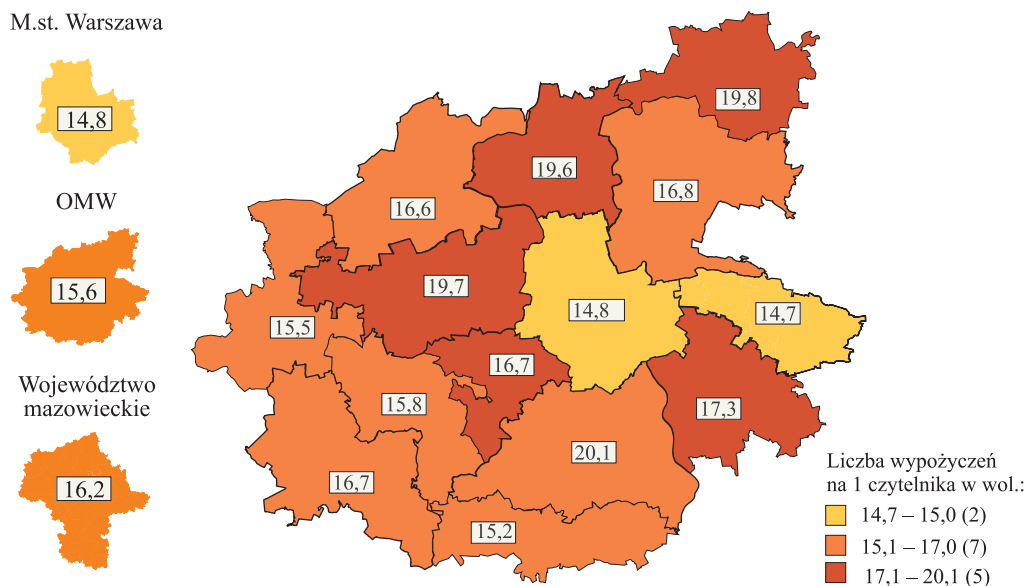 M.st. Warszawa
14,8
OMW
15,6
Województwo
mazowieckie
16,2
19,8
19,6
16,8
16,6
19,7
14,8
14,7
15,5
16,7
15,8
17,3
20,1
16,7
15,2
Liczba wypożyczeń
na 1 czytelnika w wol.:
14,7 – 15,0 (2)
15,1 – 17,0 (7)
17,1 – 20,1 (5)